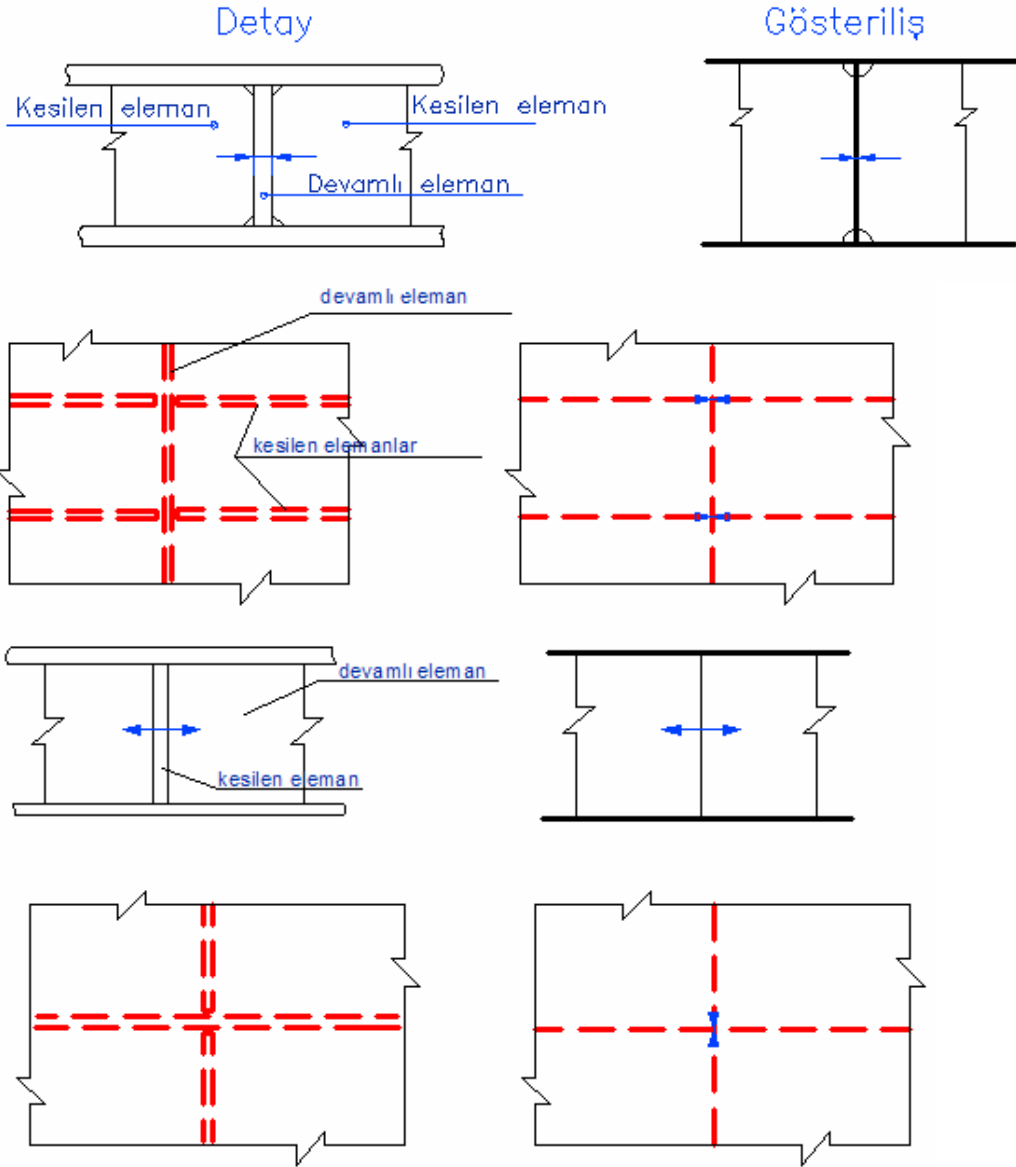 Detay
Gösteriliş
Kesilen eleman
Kesilen eleman
Devamlı eleman
devamlı eleman
kesilen elemanlar
devamlı eleman
kesilen eleman